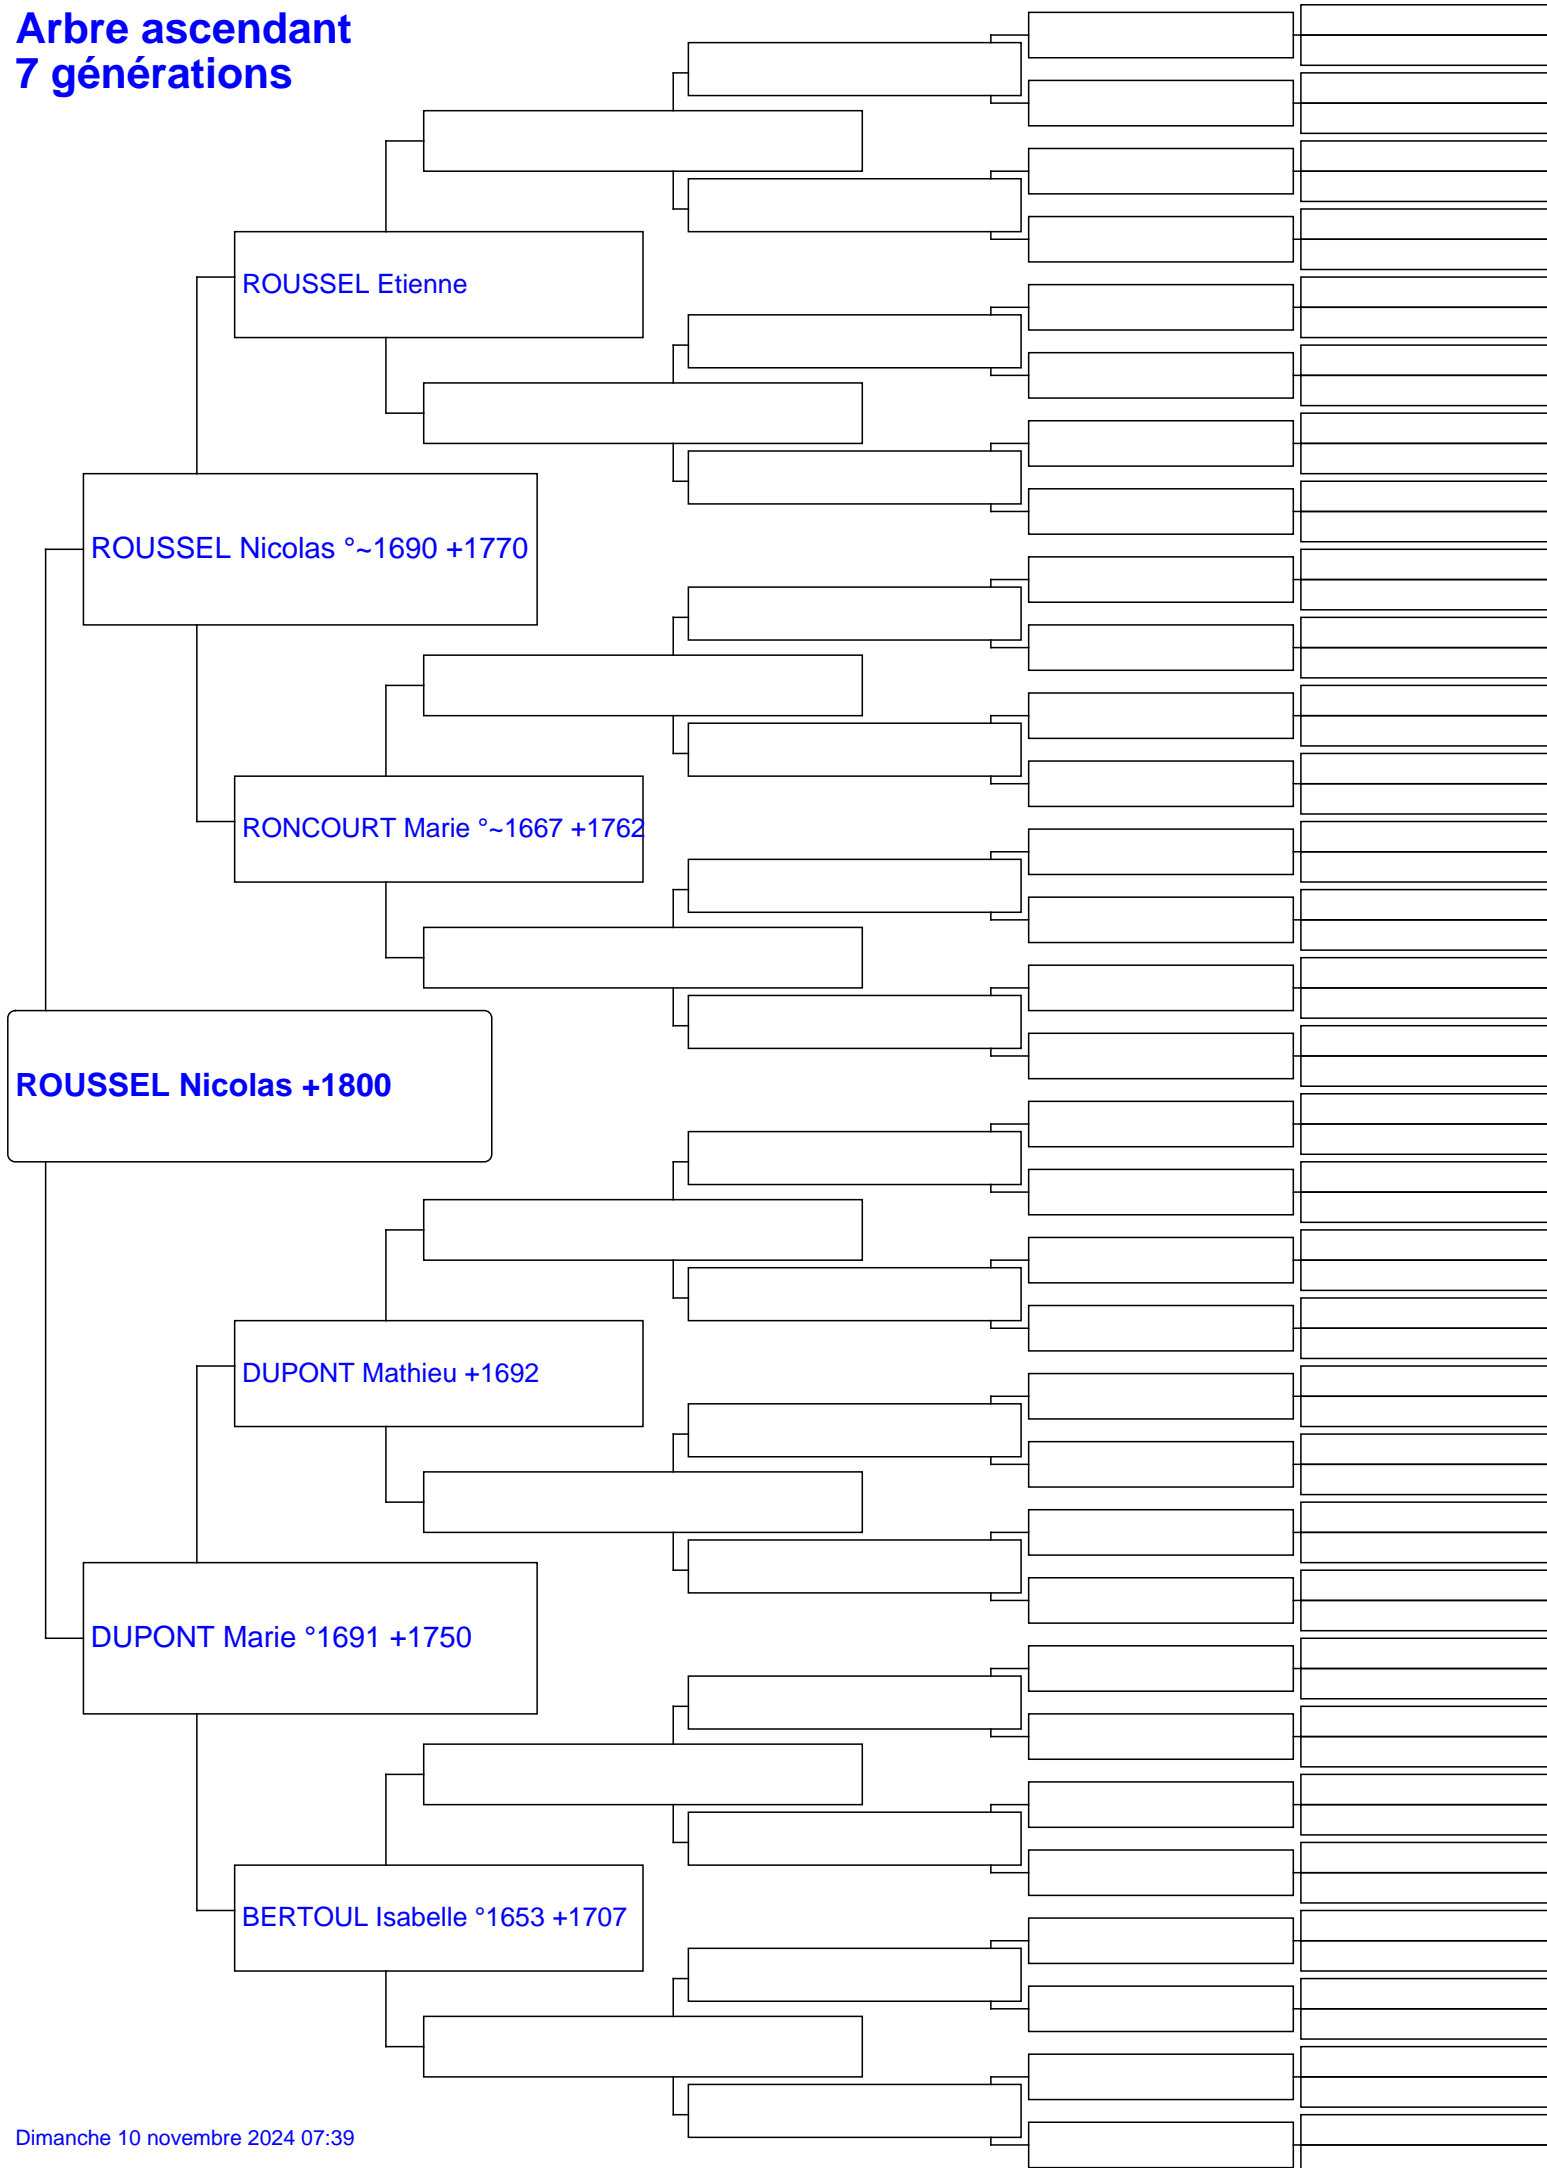 Arbre ascendant
7 générations
ROUSSEL Etienne
ROUSSEL Nicolas °~1690 +1770
RONCOURT Marie °~1667 +1762
ROUSSEL Nicolas +1800
DUPONT Mathieu +1692
DUPONT Marie °1691 +1750
BERTOUL Isabelle °1653 +1707
Dimanche 10 novembre 2024 07:39